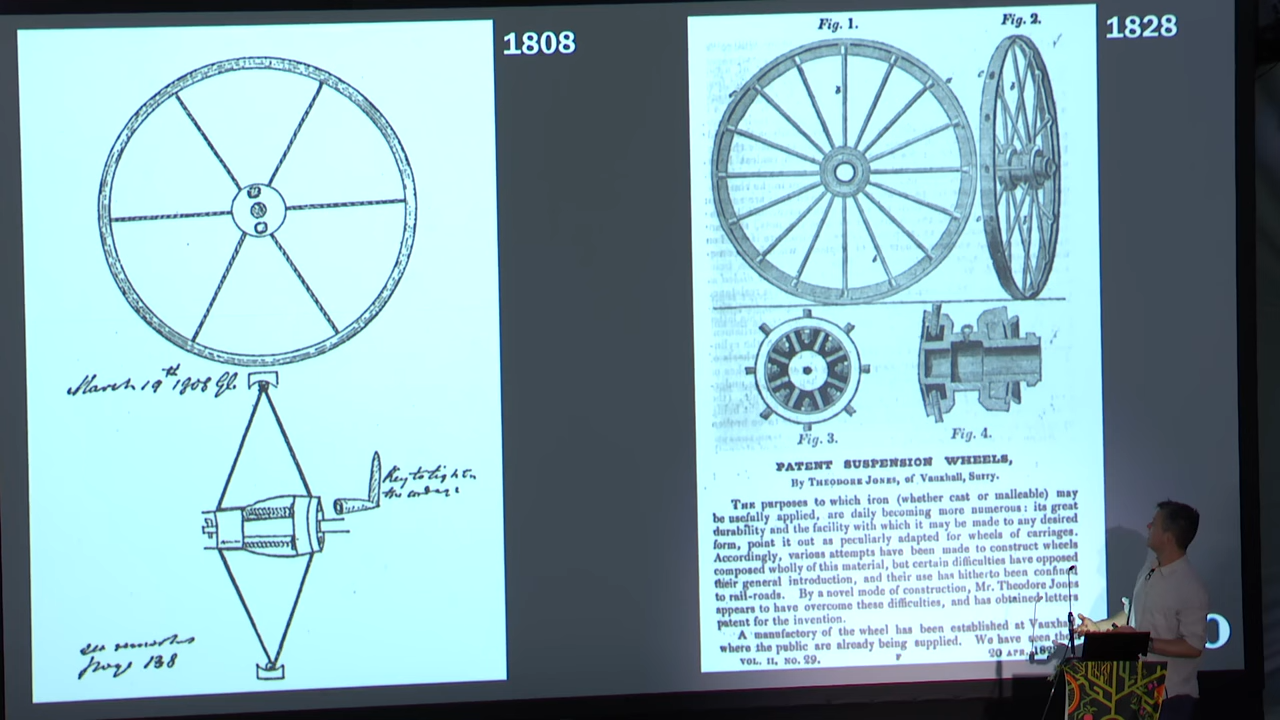 1808
March 19th 1808
Key to tighten
the cordage
see remarks
page 138
1828
Fig. 1.
Fig. 2.
Fig. 3.
Fig. 4.
PATENT SUSPENSION WHEELS,
By THEODORE JONES, of Vauxhall, Surry.
THE purposes to which iron (whether cast or malleable) may
be usefully applied, are daily becoming more numerous: its great
durability and the facility with which it may be made to any desired
form, point it out as peculiarly adapted for wheels of carriages.
Accordingly, various attempts have been made to construct wheels
composed wholly of this material, but certain difficulties have opposed
their general introduction, and their use has hitherto been confined
to rail-roads. By a novel mode of construction, Mr. Theodore Jones
appears to have overcome these difficulties, and has obtained letters
patent for the invention.
A manufactory of the wheel has been established at Vauxhall
where the public are already being supplied. We have seen
VOL. II, NO. 29.
F
20 APR.